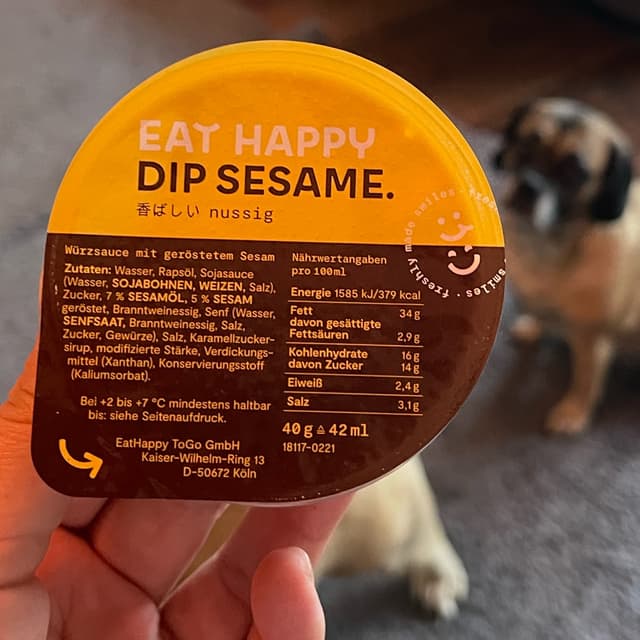 EAT HAPPY
DIP SESAME.
香ばしい nussig
freshly made smiles
smiles
Würzsauce mit geröstetem Sesam
Zutaten: Wasser, Rapsöl, Sojasauce
(Wasser, SOJABOHNEN, WEIZEN, Salz),
Zucker, 7 % SESAMÖL, 5 % SESAM
geröstet, Branntweinessig, Senf (Wasser,
SENFSAAT, Branntweinessig, Salz,
Zucker, Gewürze), Salz, Karamellzucker-
sirup, modifizierte Stärke, Verdickungs-
mittel (Xanthan), Konservierungsstoff
(Kaliumsorbat).
Bei +2 bis +7 °C mindestens haltbar
bis: siehe Seitenaufdruck.
EatHappy ToGo GmbH
Kaiser-Wilhelm-Ring 13
D-50672 Köln
Nährwertangaben
pro 100ml
Energie 1585 kJ/379 kcal
Fett 34 g
davon gesättigte
Fettsäuren 2,9 g
Kohlenhydrate 16 g
davon Zucker 14 g
Eiweiß 2,4 g
Salz 3,1 g
40 g ≙ 42 ml
18117-0221